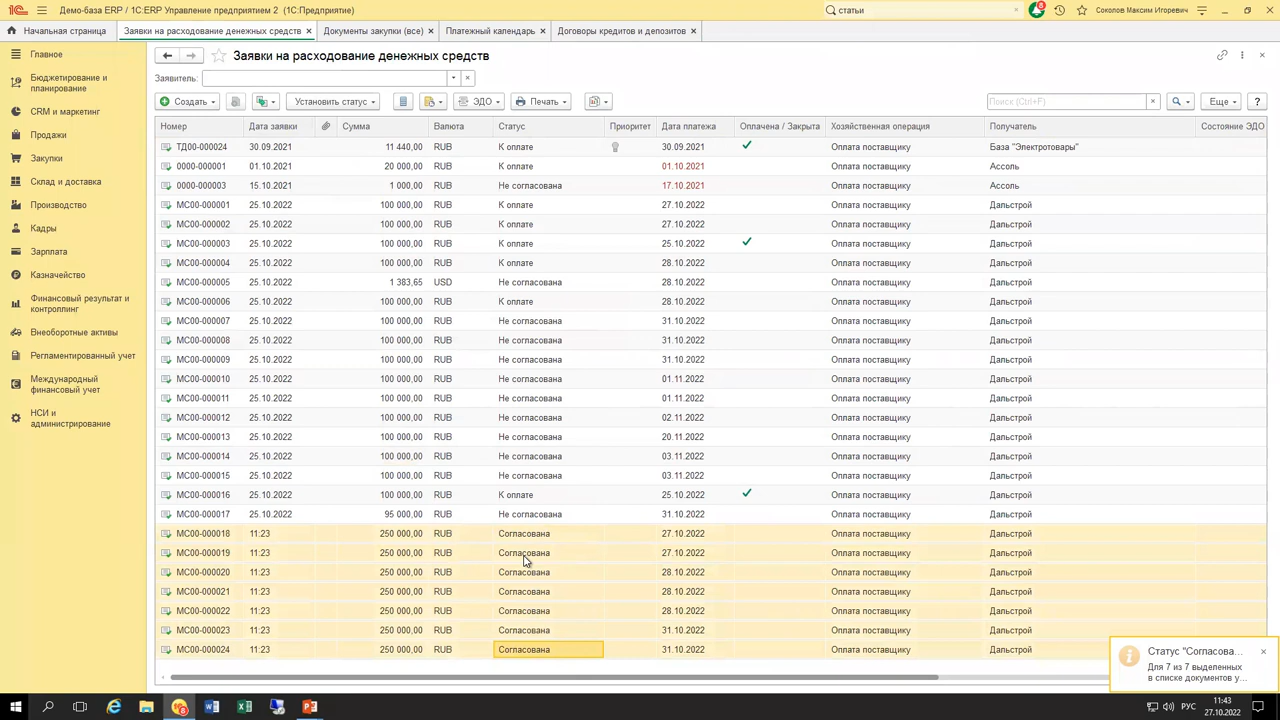 Демо-база ERP / 1С:ERP Управление предприятием 2 (1С:Предприятие)
статьи
8
Соколов Максим Игоревич
Начальная страница
Заявки на расходование денежных средств
Документы закупки (все)
Платежный календарь
Договоры кредитов и депозитов
Главное
Бюджетирование и
планирование
CRM и маркетинг
Продажи
Закупки
Склад и доставка
Производство
Кадры
Зарплата
Казначейство
Финансовый результат и
контроллинг
Внеоборотные активы
Регламентированный учет
Международный
финансовый учет
НСИ и
администрирование
Заявки на расходование денежных средств
Заявитель:
Создать Установить статус ЭДО Печать Поиск (Ctrl+F) Еще ?
Номер Дата заявки Сумма Валюта Статус Приоритет Дата платежа Оплачена / Закрыта Хозяйственная операция Получатель Состояние ЭДО
ТД00-000024 30.09.2021 11 440,00 RUB К оплате 30.09.2021 Оплата поставщику База "Электротовары"
0000-0000001 01.10.2021 20 000,00 RUB К оплате 01.10.2021 Оплата поставщику Ассоль
0000-000003 15.10.2021 1 000,00 RUB Не согласована 17.10.2021 Оплата поставщику Ассоль
МС00-000001 25.10.2022 100 000,00 RUB К оплате 27.10.2022 Оплата поставщику Дальстрой
МС00-000002 25.10.2022 100 000,00 RUB К оплате 27.10.2022 Оплата поставщику Дальстрой
МС00-000003 25.10.2022 100 000,00 RUB К оплате 25.10.2022 Оплата поставщику Дальстрой
МС00-000004 25.10.2022 100 000,00 RUB К оплате 28.10.2022 Оплата поставщику Дальстрой
МС00-000005 25.10.2022 1 383,65 USD Не согласована 28.10.2022 Оплата поставщику Дальстрой
МС00-000006 25.10.2022 100 000,00 RUB К оплате 28.10.2022 Оплата поставщику Дальстрой
МС00-000007 25.10.2022 100 000,00 RUB Не согласована 31.10.2022 Оплата поставщику Дальстрой
МС00-000008 25.10.2022 100 000,00 RUB Не согласована 31.10.2022 Оплата поставщику Дальстрой
МС00-000009 25.10.2022 100 000,00 RUB Не согласована 31.10.2022 Оплата поставщику Дальстрой
МС00-000010 25.10.2022 100 000,00 RUB Не согласована 01.11.2022 Оплата поставщику Дальстрой
МС00-000011 25.10.2022 100 000,00 RUB Не согласована 01.11.2022 Оплата поставщику Дальстрой
МС00-000012 25.10.2022 100 000,00 RUB Не согласована 02.11.2022 Оплата поставщику Дальстрой
МС00-000013 25.10.2022 100 000,00 RUB Не согласована 20.11.2022 Оплата поставщику Дальстрой
МС00-000014 25.10.2022 100 000,00 RUB Не согласована 03.11.2022 Оплата поставщику Дальстрой
МС00-000015 25.10.2022 100 000,00 RUB Не согласована 03.11.2022 Оплата поставщику Дальстрой
МС00-000016 25.10.2022 100 000,00 RUB К оплате 25.10.2022 Оплата поставщику Дальстрой
МС00-000017 25.10.2022 95 000,00 RUB Не согласована 31.10.2022 Оплата поставщику Дальстрой
МС00-000018 11:23 250 000,00 RUB Согласована 27.10.2022 Оплата поставщику Дальстрой
МС00-000019 11:23 250 000,00 RUB Согласована 27.10.2022 Оплата поставщику Дальстрой
МС00-000020 11:23 250 000,00 RUB Согласована 28.10.2022 Оплата поставщику Дальстрой
МС00-000021 11:23 250 000,00 RUB Согласована 28.10.2022 Оплата поставщику Дальстрой
МС00-000022 11:23 250 000,00 RUB Согласована 28.10.2022 Оплата поставщику Дальстрой
МС00-000023 11:23 250 000,00 RUB Согласована 31.10.2022 Оплата поставщику Дальстрой
МС00-000024 11:23 250 000,00 RUB Согласована 31.10.2022 Оплата поставщику Дальстрой
Статус "Согласова...
Для 7 из 7 выделенных
в списке документов у...
РУС
11:43
27.10.2022